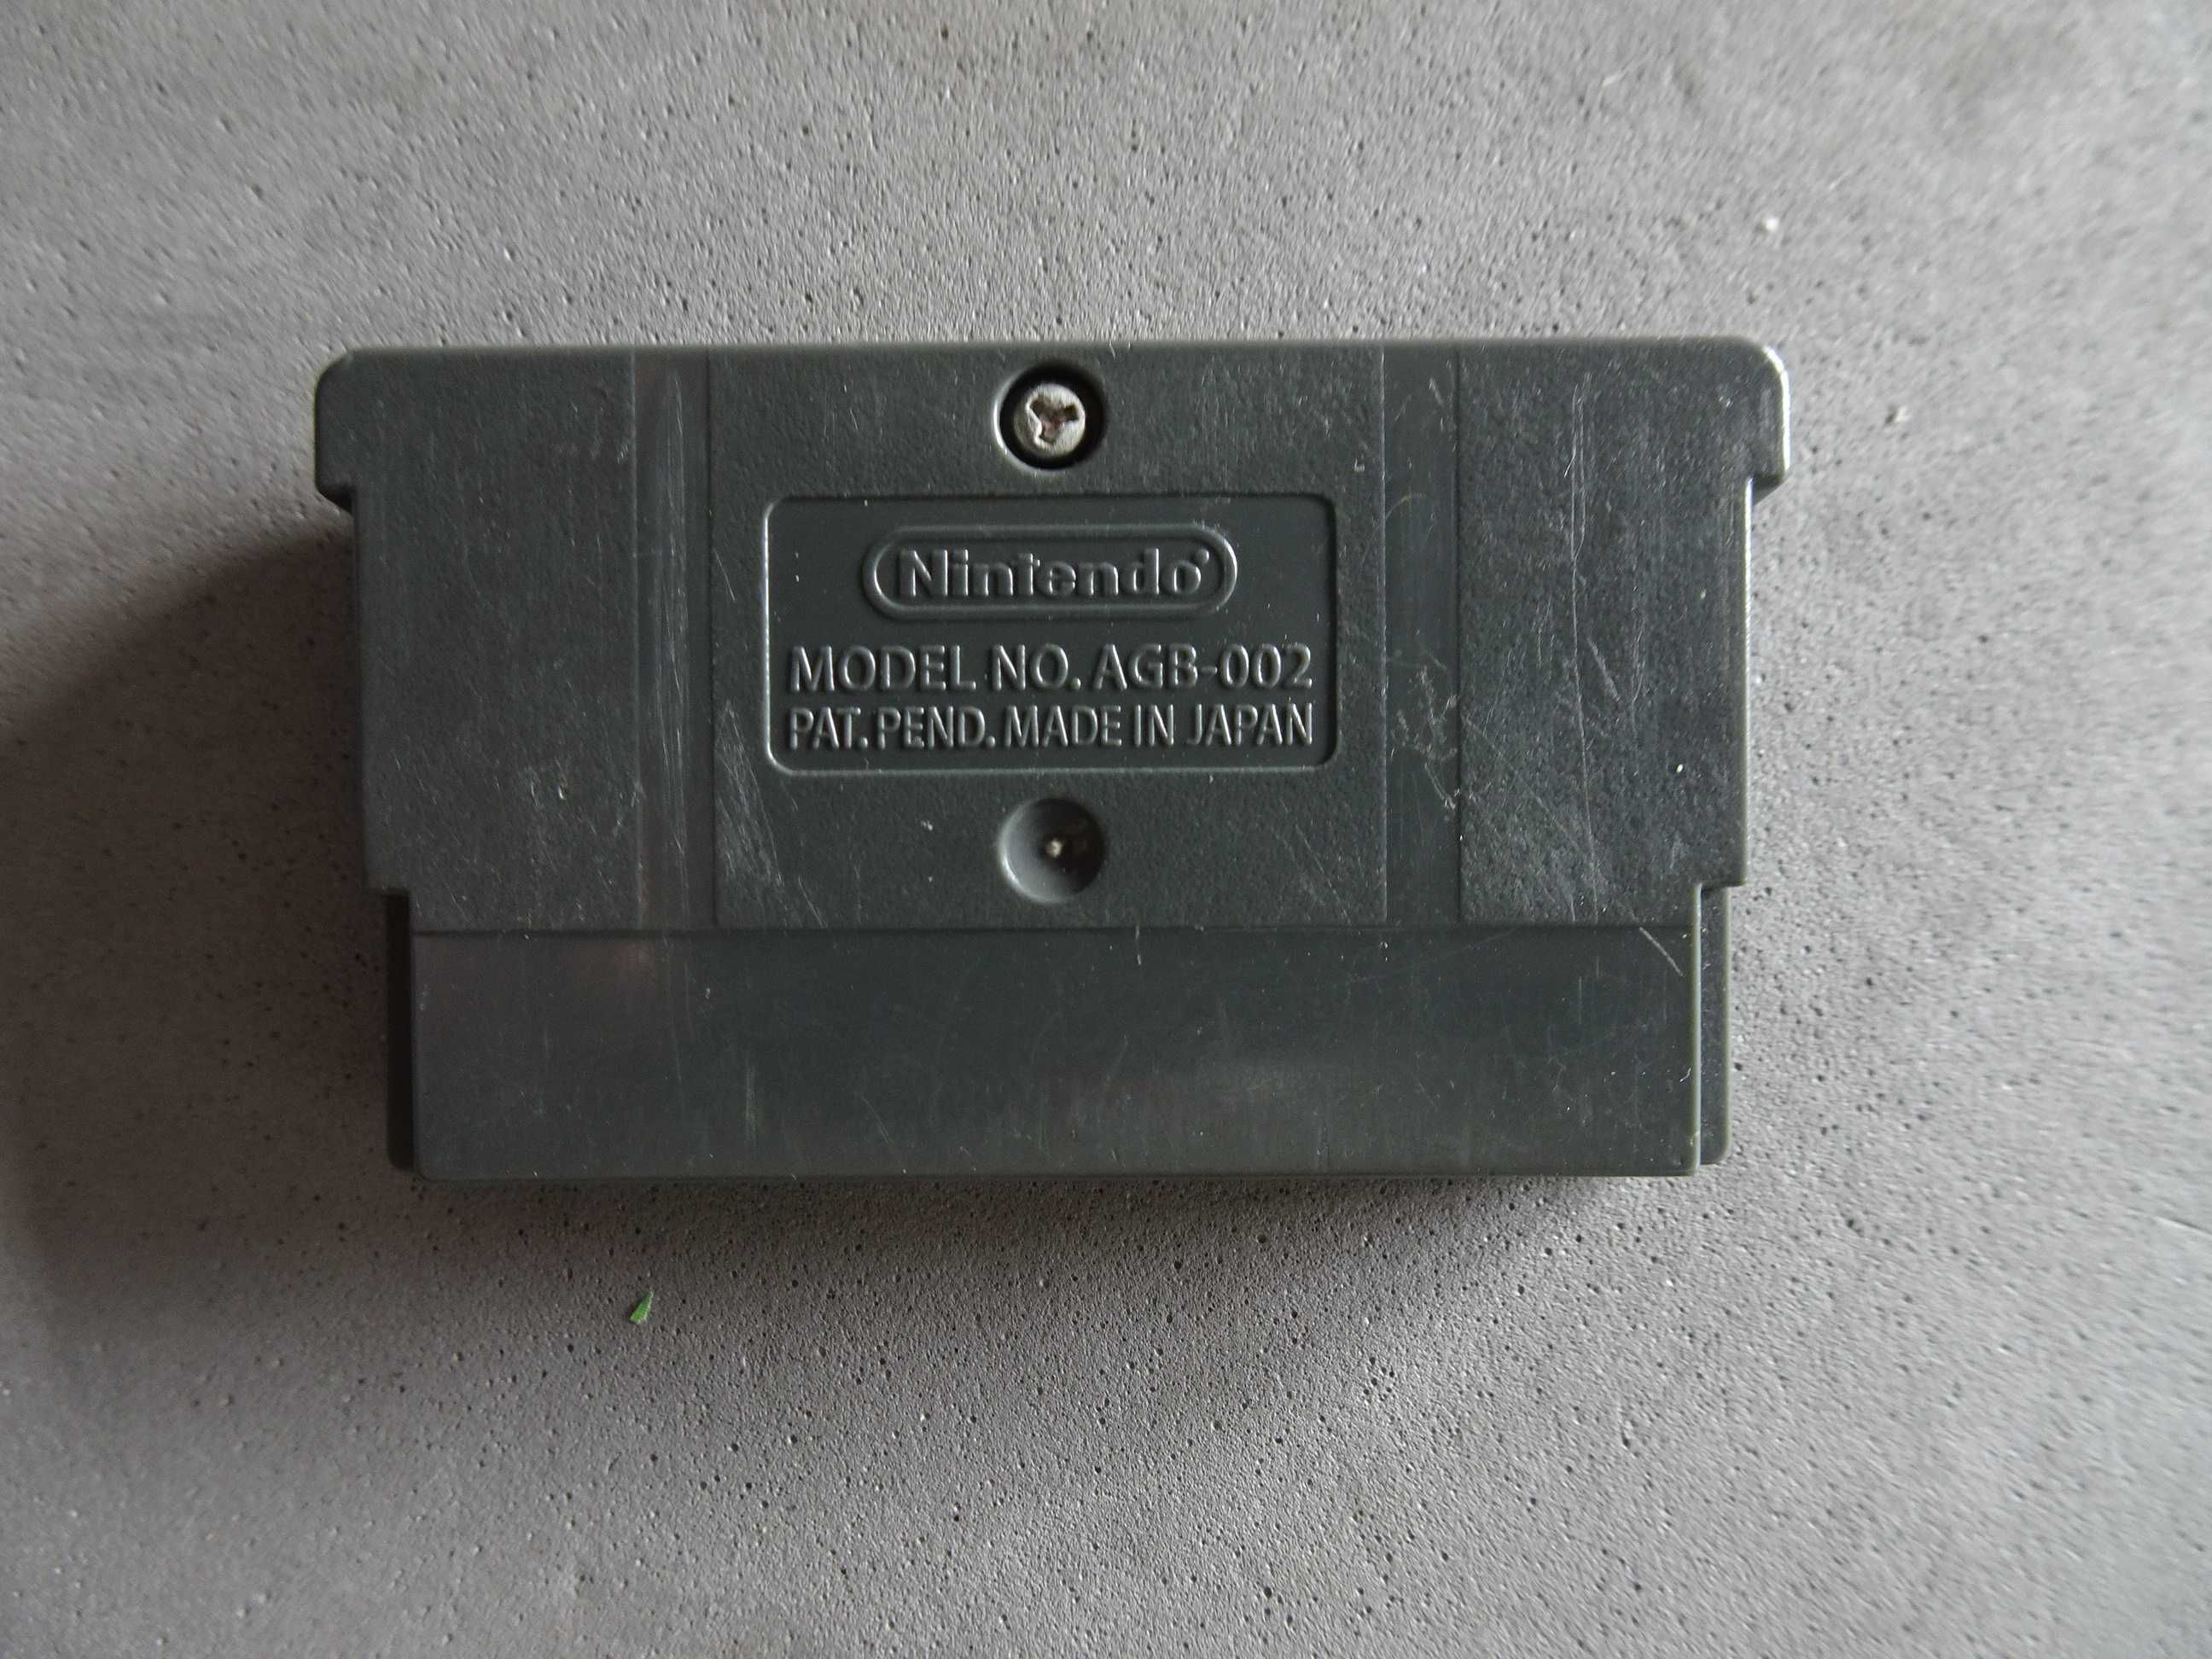 Nintendo
MODEL NO. AGB-002
PAT. PEND. MADE IN JAPAN